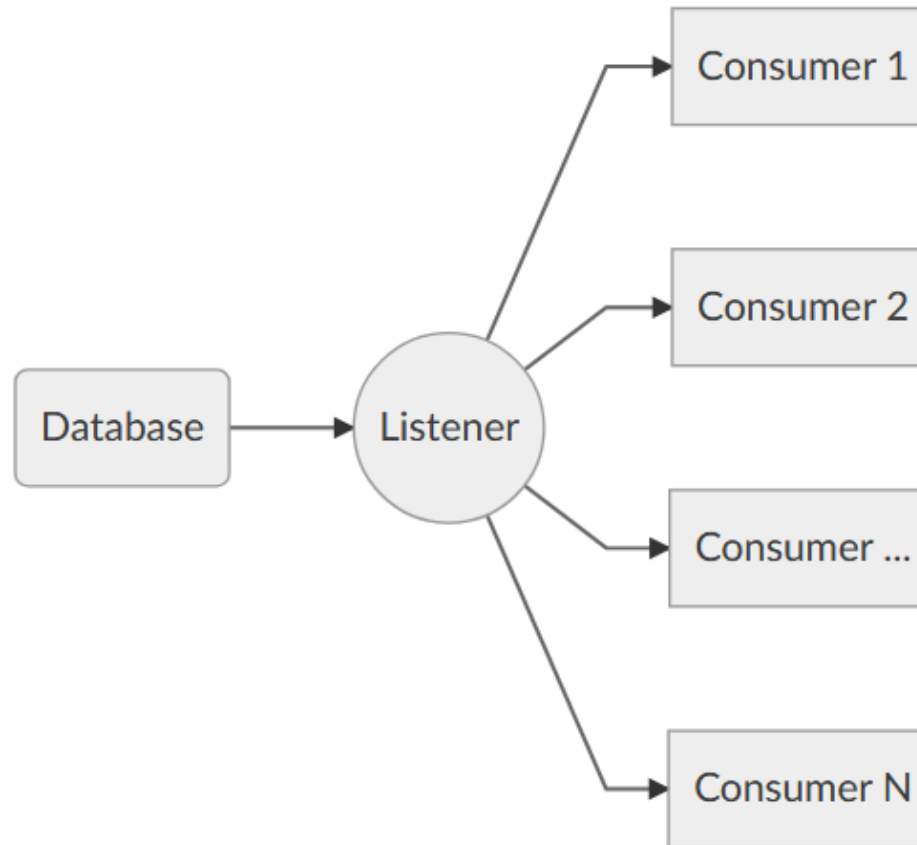 Consumer 1
Consumer 2
Database
Listener
Consumer ...
Consumer N